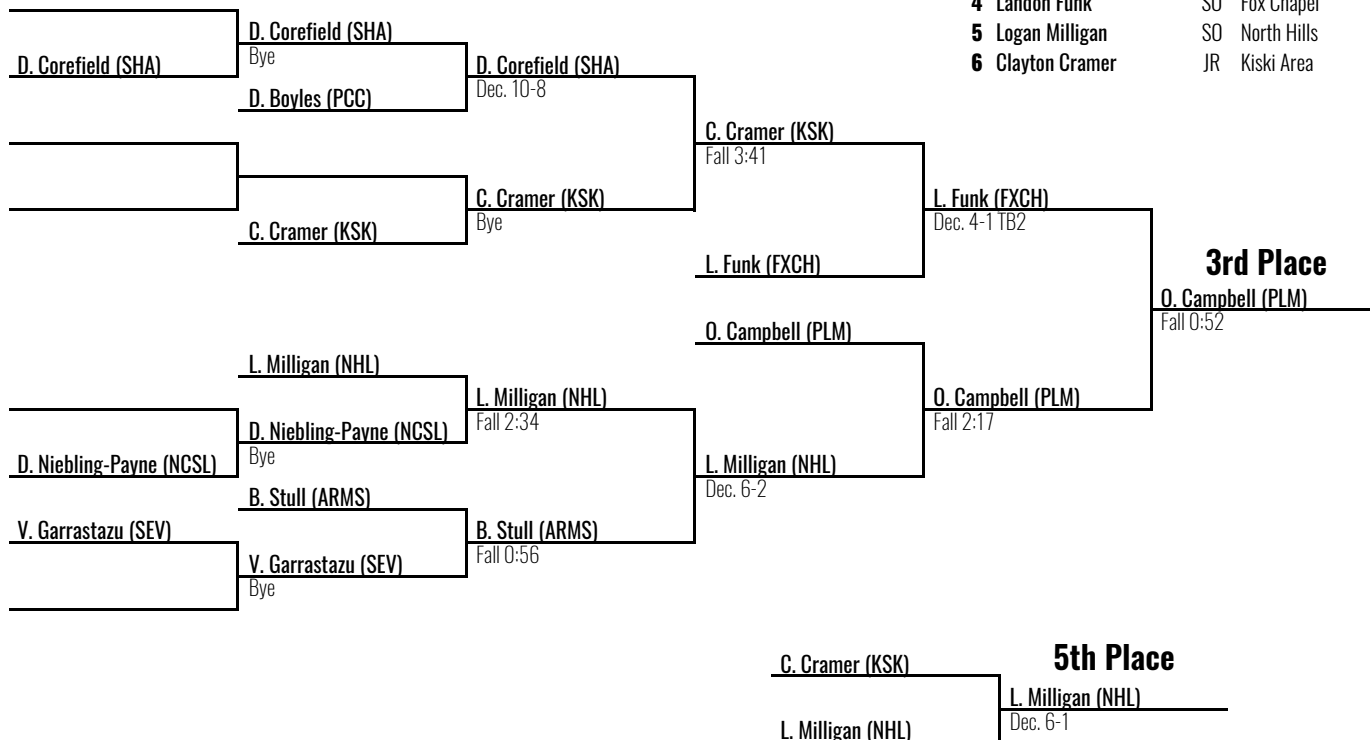 4 Landon Funk SO Fox Chapel
5 Logan Milligan SO North Hills
6 Clayton Cramer JR Kiski Area
D. Corefield (SHA)
D. Corefield (SHA)
Bye
D. Boyles (PCC)
D. Corefield (SHA)
Dec. 10-8
C. Cramer (KSK)
C. Cramer (KSK)
Bye
C. Cramer (KSK)
Fall 3:41
L. Funk (FXCH)
L. Funk (FXCH)
Dec. 4-1 TB2
3rd Place
O. Campbell (PLM)
Fall 0:52
O. Campbell (PLM)
O. Campbell (PLM)
Fall 2:17
L. Milligan (NHL)
L. Milligan (NHL)
Fall 2:34
D. Niebling-Payne (NCSL)
Bye
D. Niebling-Payne (NCSL)
L. Milligan (NHL)
Dec. 6-2
B. Stull (ARMS)
V. Garrastazu (SEV)
B. Stull (ARMS)
Fall 0:56
V. Garrastazu (SEV)
Bye
5th Place
C. Cramer (KSK)
L. Milligan (NHL)
Dec. 6-1
L. Milligan (NHL)